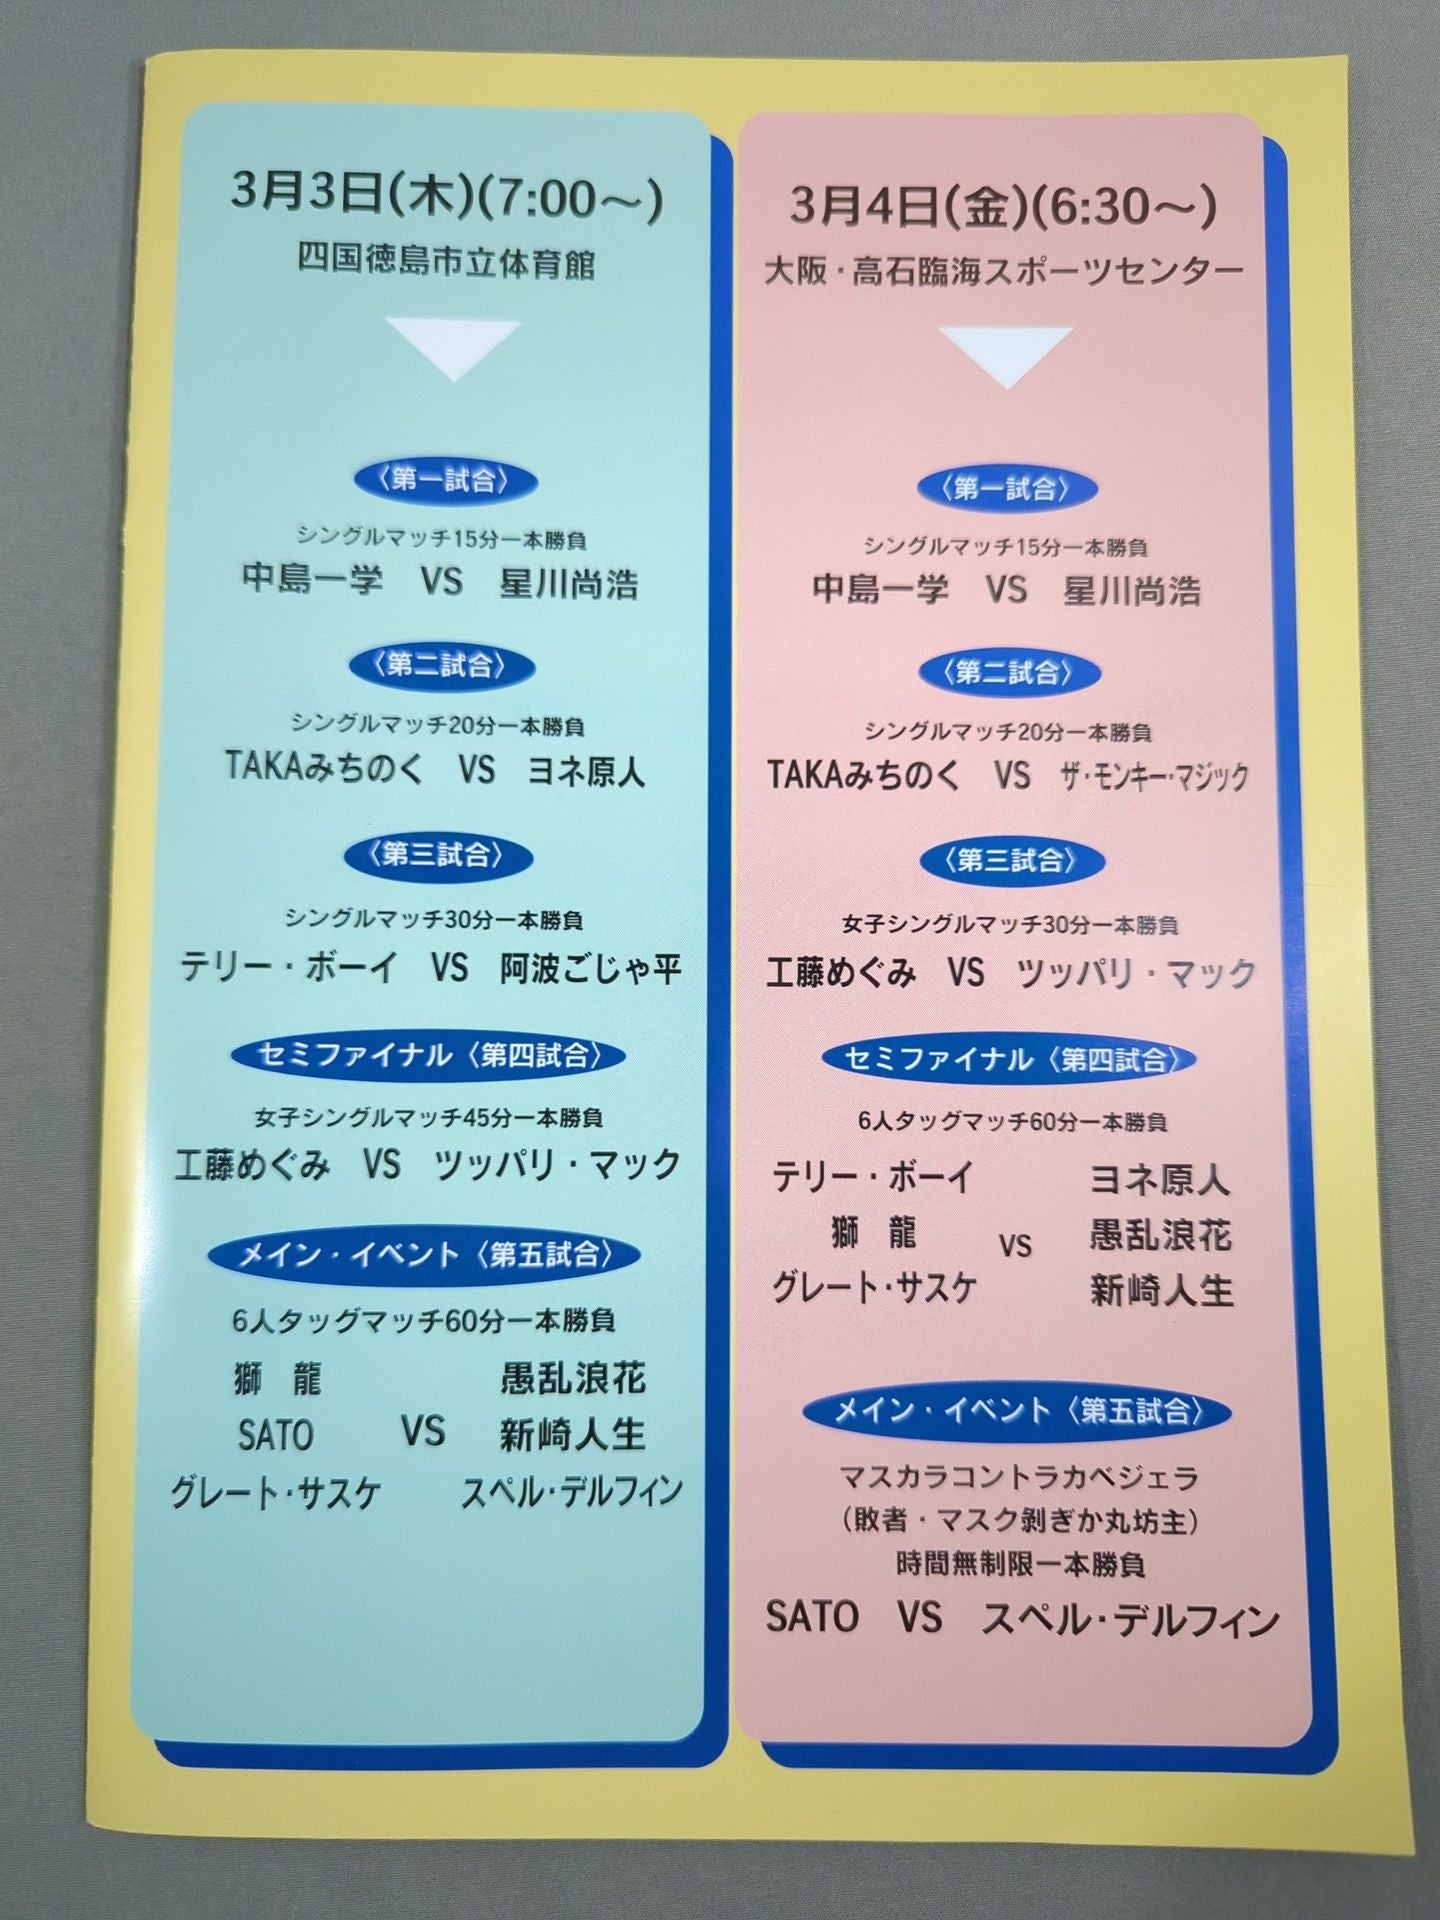 3月3日(木)(7:00〜)
四国徳島市立体育館
〈第一試合〉
シングルマッチ15分一本勝負
中島一学 VS 星川尚浩
〈第二試合〉
シングルマッチ20分一本勝負
TAKAみちのく VS ヨネ原人
〈第三試合〉
シングルマッチ30分一本勝負
テリー・ボーイ VS 阿波ごじゃ平
セミファイナル〈第四試合〉
女子シングルマッチ45分一本勝負
工藤めぐみ VS ツッパリ・マック
メイン・イベント〈第五試合〉
6人タッグマッチ60分一本勝負
獅 龍 愚乱浪花
SATO VS 新崎人生
グレート・サスケ スペル・デルフィン
3月4日(金)(6:30〜)
大阪・高石臨海スポーツセンター
〈第一試合〉
シングルマッチ15分一本勝負
中島一学 VS 星川尚浩
〈第二試合〉
シングルマッチ20分一本勝負
TAKAみちのく VS ザ・モンキー・マジック
〈第三試合〉
女子シングルマッチ30分一本勝負
工藤めぐみ VS ツッパリ・マック
セミファイナル〈第四試合〉
6人タッグマッチ60分一本勝負
テリー・ボーイ ヨネ原人
獅 龍 VS 愚乱浪花
グレート・サスケ 新崎人生
メイン・イベント〈第五試合〉
マスカラコントラカベジェラ
(敗者・マスク剝ぎか丸坊主)
時間無制限一本勝負
SATO VS スペル・デルフィン